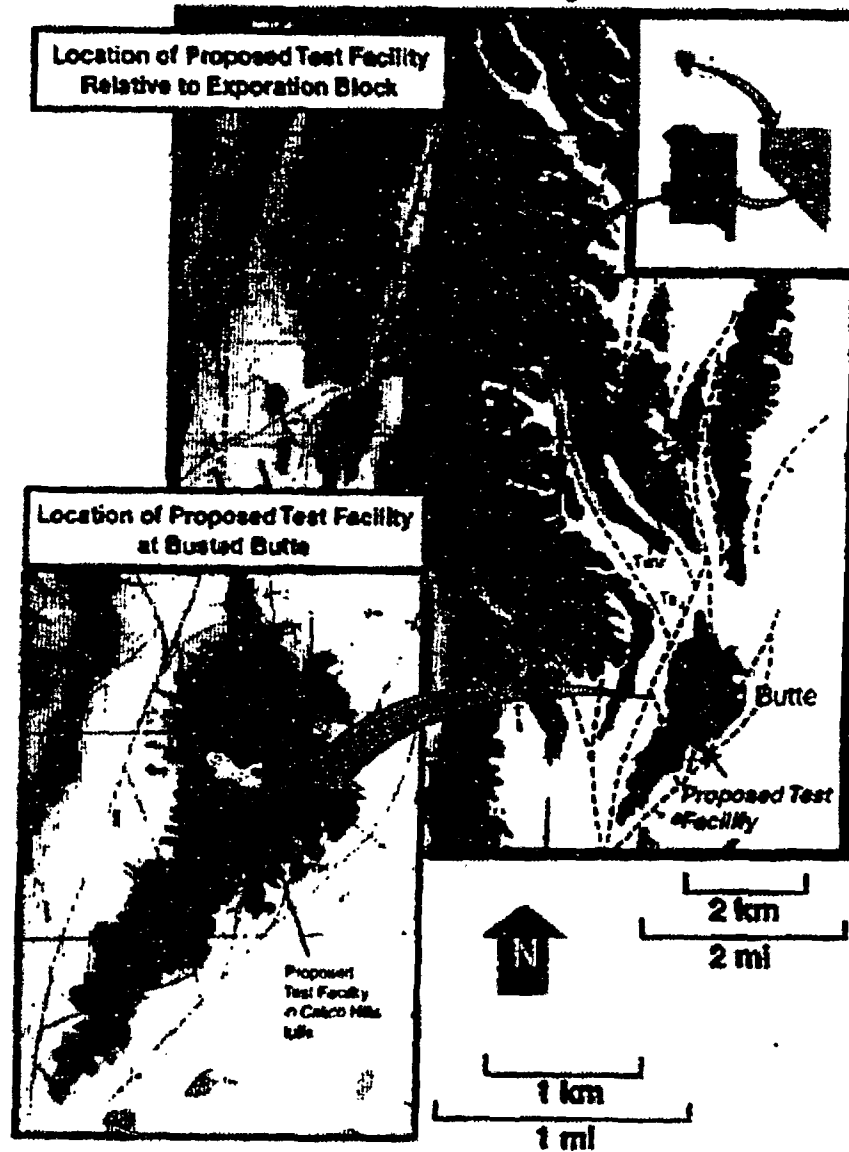 Location of Proposed Test Facility
Relative to Exporation Block
Location of Proposed Test Facility
at Busted Butte
Butte
Proposed Test
Facility
Proposed
Test Facility
Calico Hills
N
2 km
2 mi
1 km
1 mi